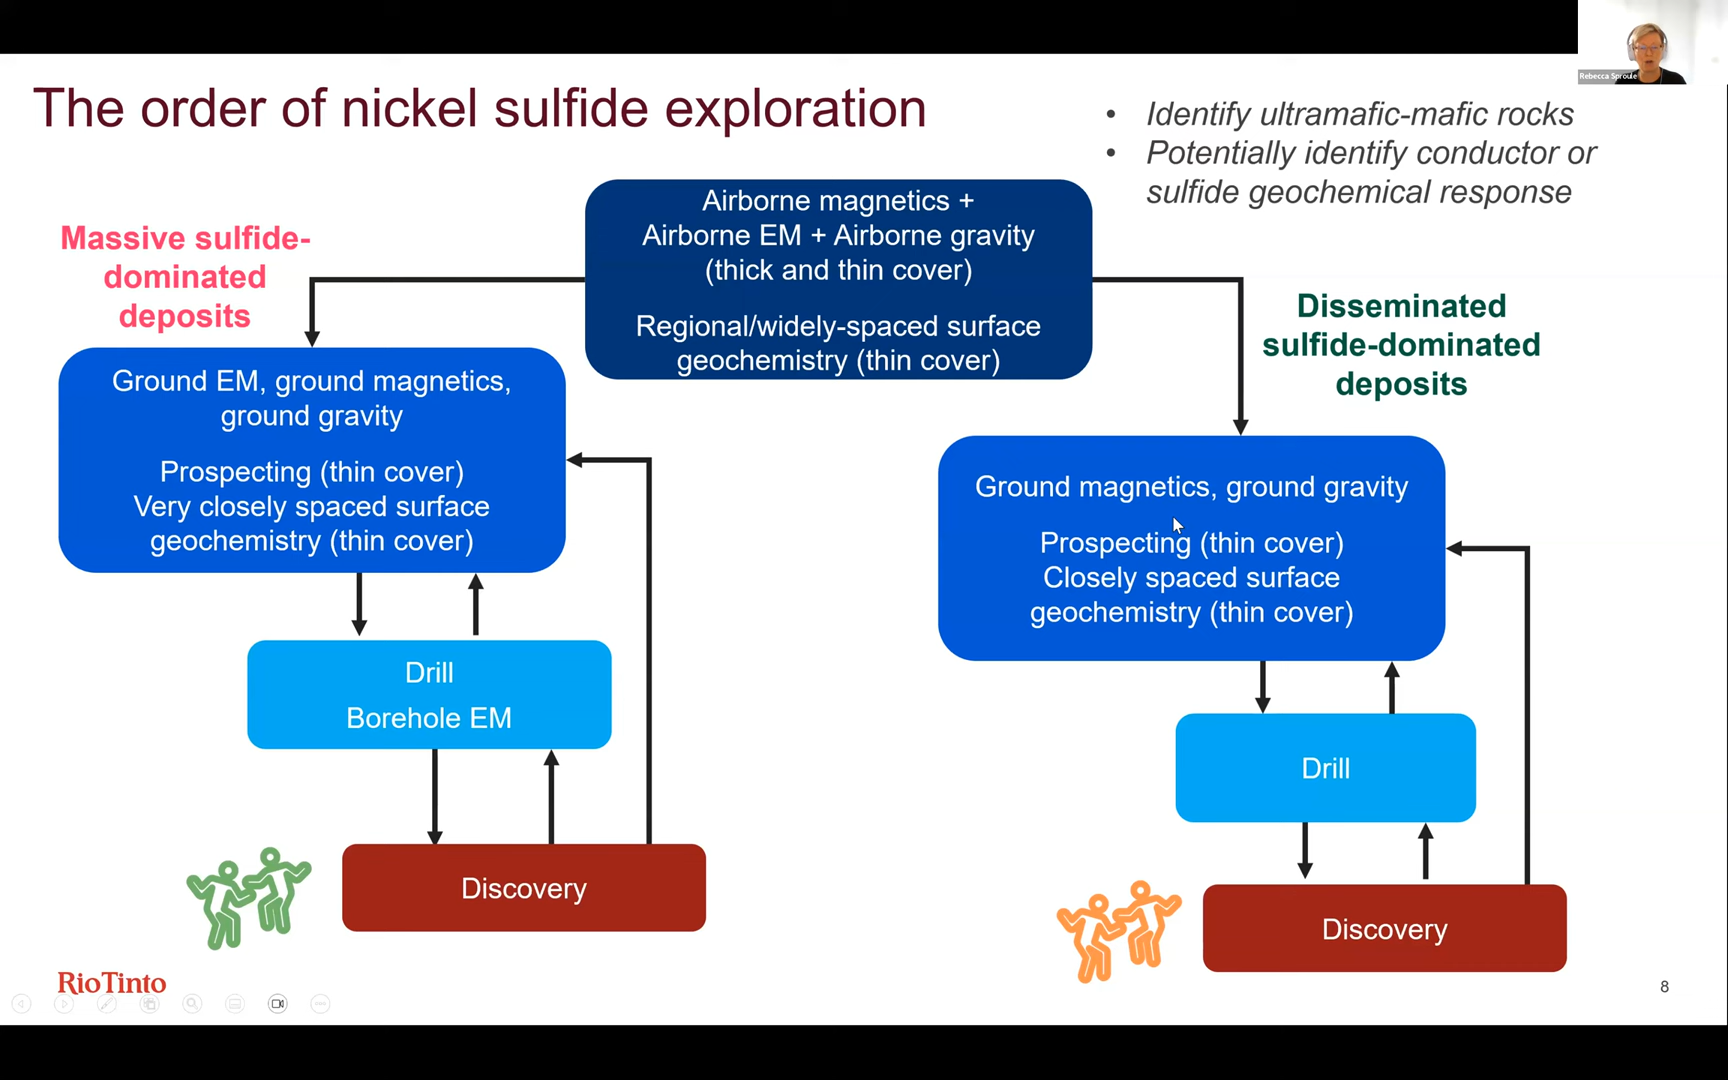 Rebecca Sproule
The order of nickel sulfide exploration
• Identify ultramafic-mafic rocks
• Potentially identify conductor or
sulfide geochemical response
Airborne magnetics +
Airborne EM + Airborne gravity
(thick and thin cover)
Regional/widely-spaced surface
geochemistry (thin cover)
Massive sulfide-
dominated
deposits
Ground EM, ground magnetics,
ground gravity
Prospecting (thin cover)
Very closely spaced surface
geochemistry (thin cover)
Drill
Borehole EM
Discovery
Disseminated
sulfide-dominated
deposits
Ground magnetics, ground gravity
Prospecting (thin cover)
Closely spaced surface
geochemistry (thin cover)
Drill
Discovery
RioTinto
8